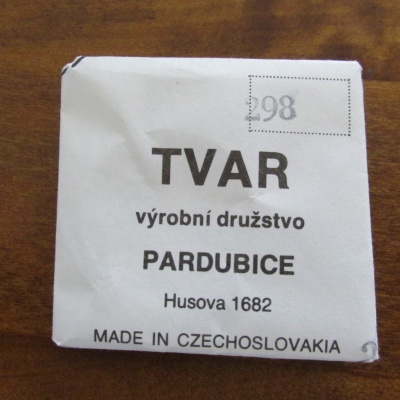 298
TVAR
výrobní družstvo
PARDUBICE
Husova 1682
MADE IN CZECHOSLOVAKIA